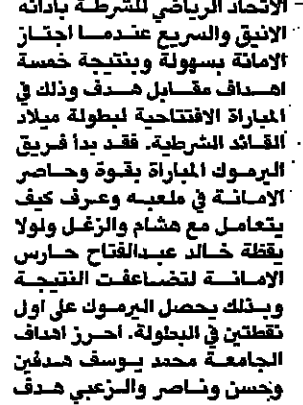 - الاتحاد الرياضي للشرطة بأدائه
الانيق والسريع عندما اجتاز
الامانة بسهولة وبنتيجة خمسة
اهداف مقابل هدف وذلك في
المباراة الافتتاحية لبطولة ميلاد
القائد الشرطية. فقد بدأ فريق
اليرموك المباراة بقوة وحاصر
الامانة في ملعبه وعرف كيف
يتعامل مع هشام والزغل ولولا
يقظة خالد عبدالفتاح حارس
الامانة لتضاعفت النتيجة
وبذلك يحصل اليرموك على اول
نقطتين في البطولة. احرز اهداف
الجامعة محمد يوسف هدفين
وحسن وناصر والزعبي هدف